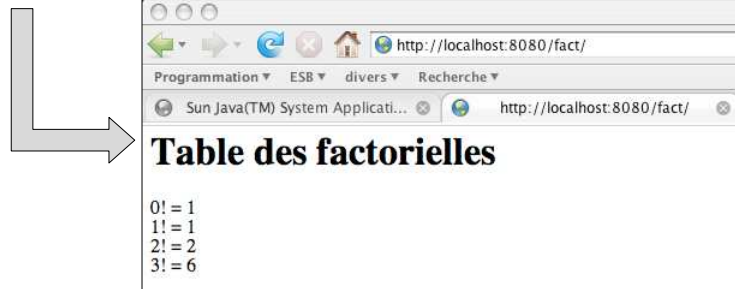 http://localhost:8080/fact/
Programmation ESB divers Recherche
Sun Java(TM) System Applicati... http://localhost:8080/fact/
Table des factorielles
0! = 1
1! = 1
2! = 2
3! = 6